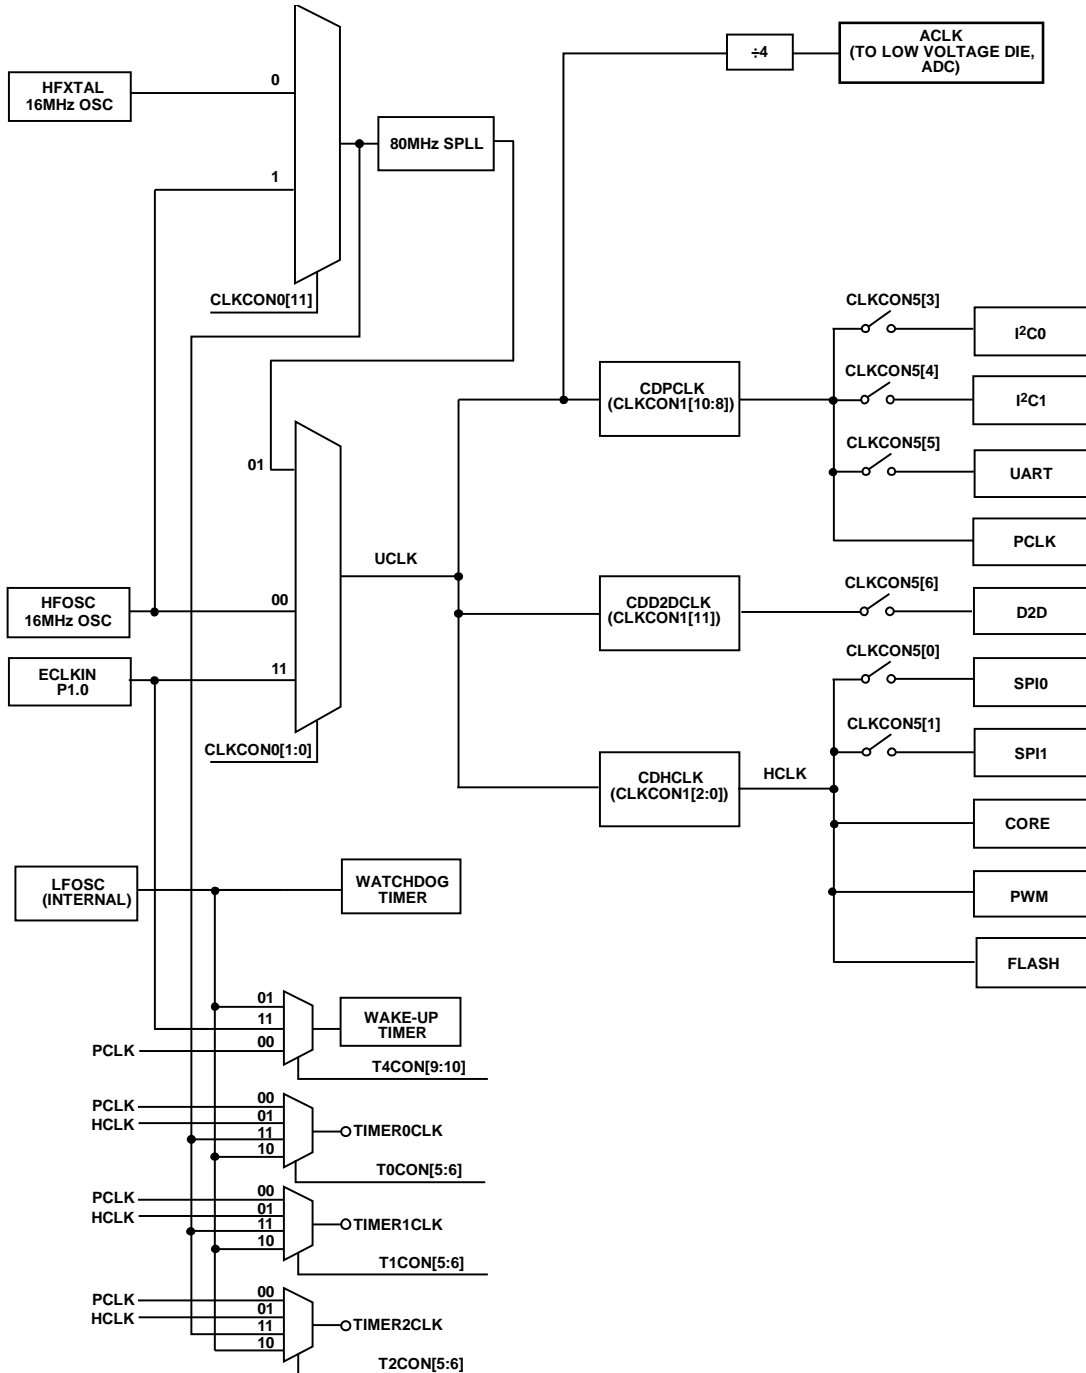 ÷4
ACLK
(TO LOW VOLTAGE DIE,
ADC)
HFXTAL
16MHz OSC
0
80MHz SPLL
1
CLKCON0[11]
CLKCON5[3]
I2C0
CDPCLK
(CLKCON1[10:8])
CLKCON5[4]
I2C1
CLKCON5[5]
01
UART
UCLK
PCLK
HFOSC
16MHz OSC
00
CDD2DCLK
(CLKCON1[11])
CLKCON5[6]
D2D
ECLKIN
P1.0
11
CLKCON5[0]
SPI0
CLKCON0[1:0]
CLKCON5[1]
SPI1
CDHCLK
(CLKCON1[2:0])
HCLK
CORE
LFOSC
(INTERNAL)
WATCHDOG
TIMER
PWM
FLASH
01
11
00
PCLK
WAKE-UP
TIMER
T4CON[9:10]
PCLK
HCLK
00
01
11
10
TIMER0CLK
T0CON[5:6]
PCLK
HCLK
00
01
11
10
TIMER1CLK
T1CON[5:6]
PCLK
HCLK
00
01
11
10
TIMER2CLK
T2CON[5:6]